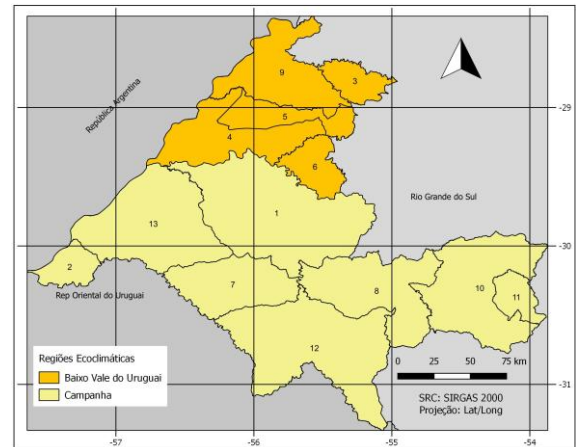 República Argentina
9
3
-29
5
4
6
Rio Grande do Sul
1
13
-30
2
7
8
10
11
Rep Oriental do Uruguai
12
Regiões Ecoclimáticas
Baixo Vale do Uruguai
Campanha
0 25 50 75 km
SRC: SIRGAS 2000
Projeção: Lat/Long
-31
-57 -56 -55 -54